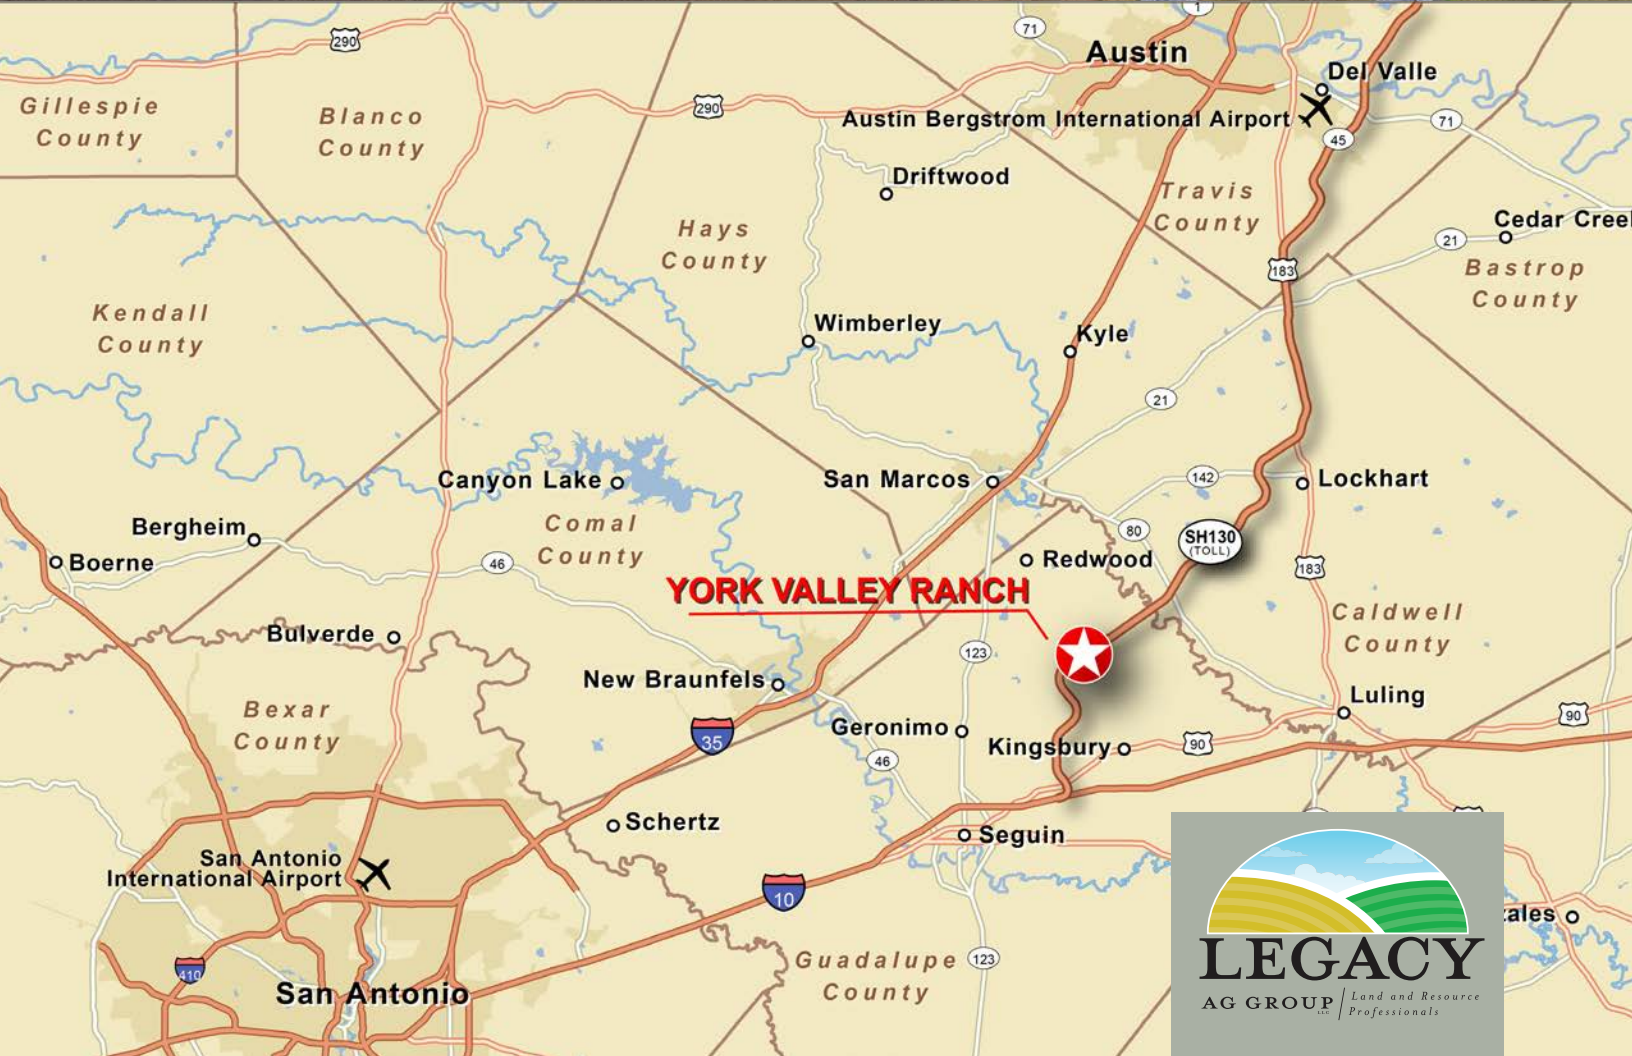 1
71
Austin
290
Del Valle
Gillespie
County
Blanco
County
290
Austin Bergstrom International Airport
71
45
Driftwood
Travis
County
Hays
County
Cedar Creek
21
183
Bastrop
County
Kendall
County
Wimberley
Kyle
21
Canyon Lake
San Marcos
142
Lockhart
Comal
County
Bergheim
Boerne
46
80
SH130
(TOLL)
Redwood
183
YORK VALLEY RANCH
Caldwell
County
Bulverde
123
New Braunfels
Luling
Bexar
County
35
Geronimo
Kingsbury
90
90
46
Schertz
Seguin
San Antonio
International Airport
10
zales
LEGACY
AG GROUP LLC
Land and Resource
Professionals
410
Guadalupe
County
123
San Antonio